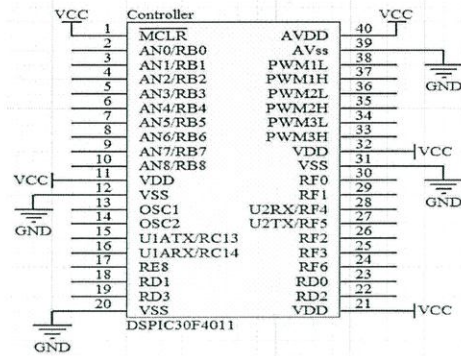 Controller
VCC VCC
1 MCLR AVDD 40
2 AN0/RB0 AVss 39
3 AN1/RB1 PWM1L 38
4 AN2/RB2 PWM1H 37
5 AN3/RB3 PWM2L 36
6 AN4/RB4 PWM2H 35
7 AN5/RB5 PWM3L 34
8 AN6/RB6 PWM3H 33
9 AN7/RB7 VDD 32 VCC
10 AN8/RB8 VSS 31
VCC 11 VDD RF0 30
12 VSS RF1 29
13 OSC1 U2RX/RF4 28
14 OSC2 U2TX/RF5 27
15 U1ATX/RC13 RF2 26
16 U1ARX/RC14 RF3 25
17 RE8 RF6 24
18 RD1 RD0 23
19 RD3 RD2 22
20 VSS VDD 21 VCC
GND
GND
GND
GND
DSPIC30F4011